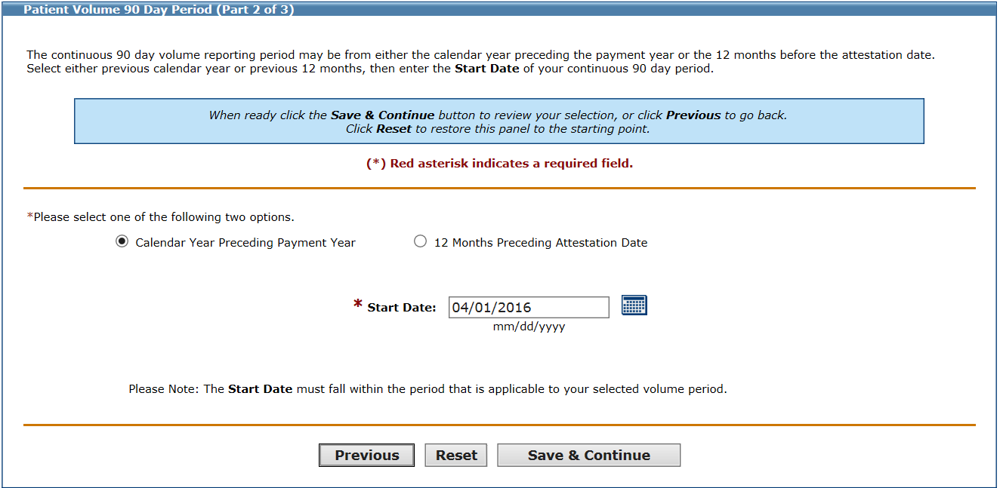 Patient Volume 90 Day Period (Part 2 of 3)
The continuous 90 day volume reporting period may be from either the calendar year preceding the payment year or the 12 months before the attestation date.
Select either previous calendar year or previous 12 months, then enter the Start Date of your continuous 90 day period.
When ready click the Save & Continue button to review your selection, or click Previous to go back.
Click Reset to restore this panel to the starting point.
(*) Red asterisk indicates a required field.
*Please select one of the following two options.
Calendar Year Preceding Payment Year 12 Months Preceding Attestation Date
* Start Date: 04/01/2016
mm/dd/yyyy
Please Note: The Start Date must fall within the period that is applicable to your selected volume period.
Previous Reset Save & Continue